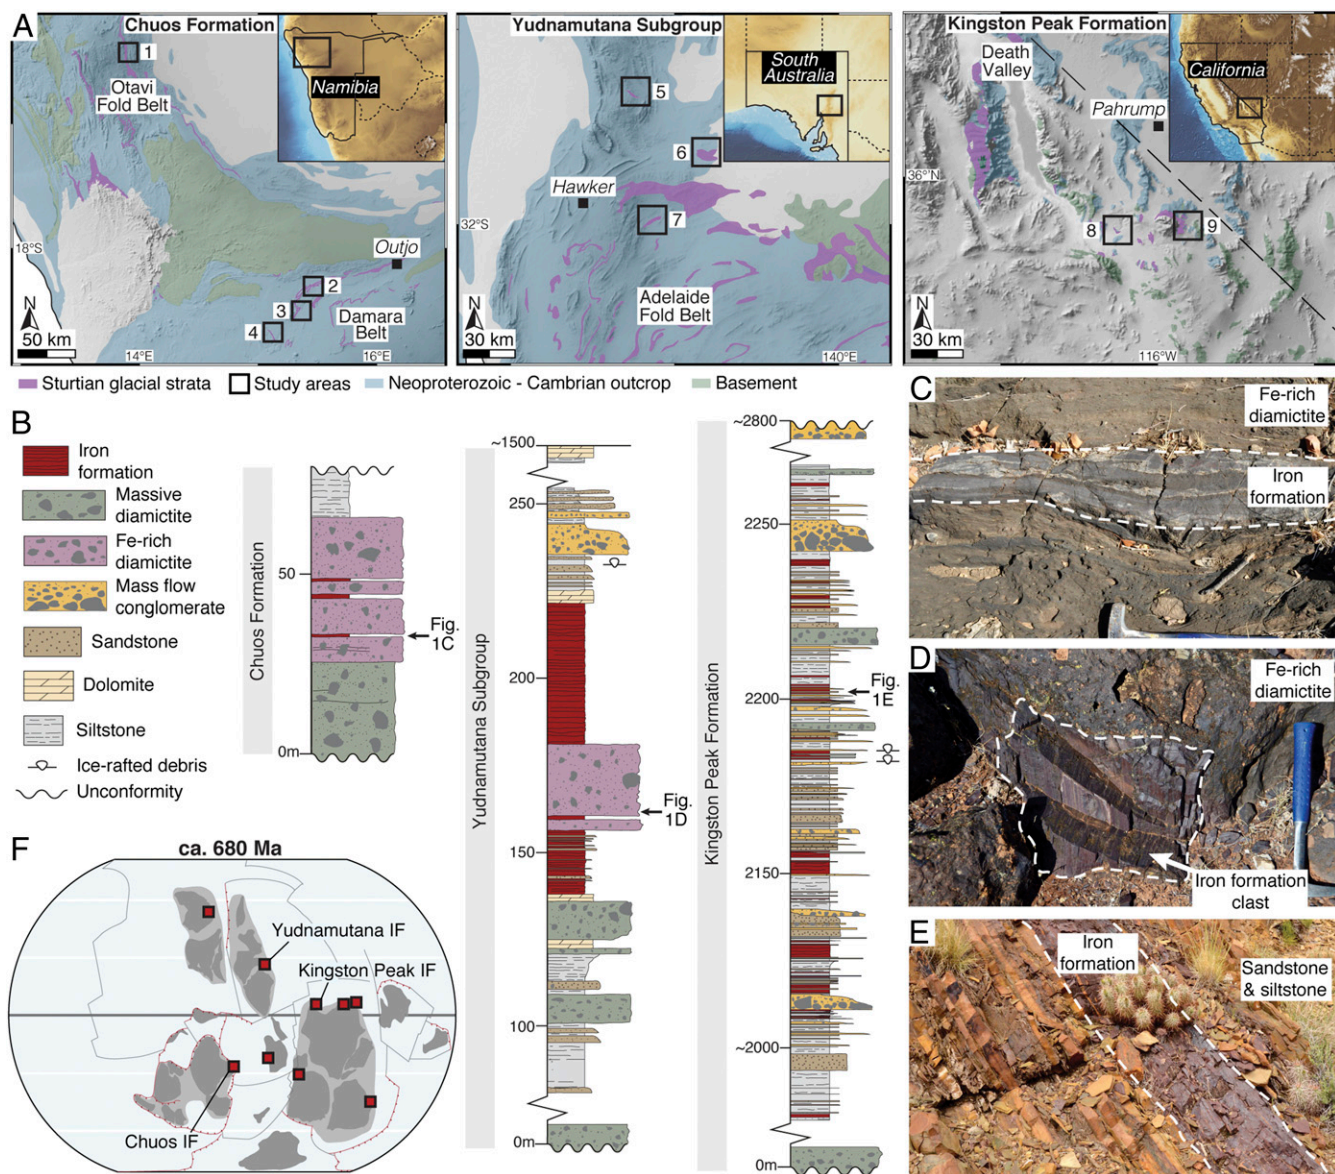 A
Chuos Formation
1
Otavi
Fold Belt
Namibia
18°S
Outjo
2
3
4
Damara
Belt
N
50 km
14°E
16°E
Yudnamutana Subgroup
South
Australia
5
6
Hawker
7
32°S
Adelaide
Fold Belt
N
30 km
140°E
Kingston Peak Formation
Death
Valley
California
Pahrump
36°N
8
9
N
30 km
116°W
Sturtian glacial strata
Study areas
Neoproterozoic - Cambrian outcrop
Basement
B
Iron
formation
Massive
diamictite
Fe-rich
diamictite
Mass flow
conglomerate
Sandstone
Dolomite
Siltstone
Ice-rafted debris
Unconformity
Chuos Formation
50
0m
Fig.
1C
Yudnamutana Subgroup
~1500
250
200
150
100
0m
Fig.
1D
Kingston Peak Formation
~2800
2250
2200
2150
~2000
0m
Fig.
1E
C
Fe-rich
diamictite
Iron
formation
D
Fe-rich
diamictite
Iron formation
clast
E
Iron
formation
Sandstone
& siltstone
F
ca. 680 Ma
Yudnamutana IF
Kingston Peak IF
Chuos IF